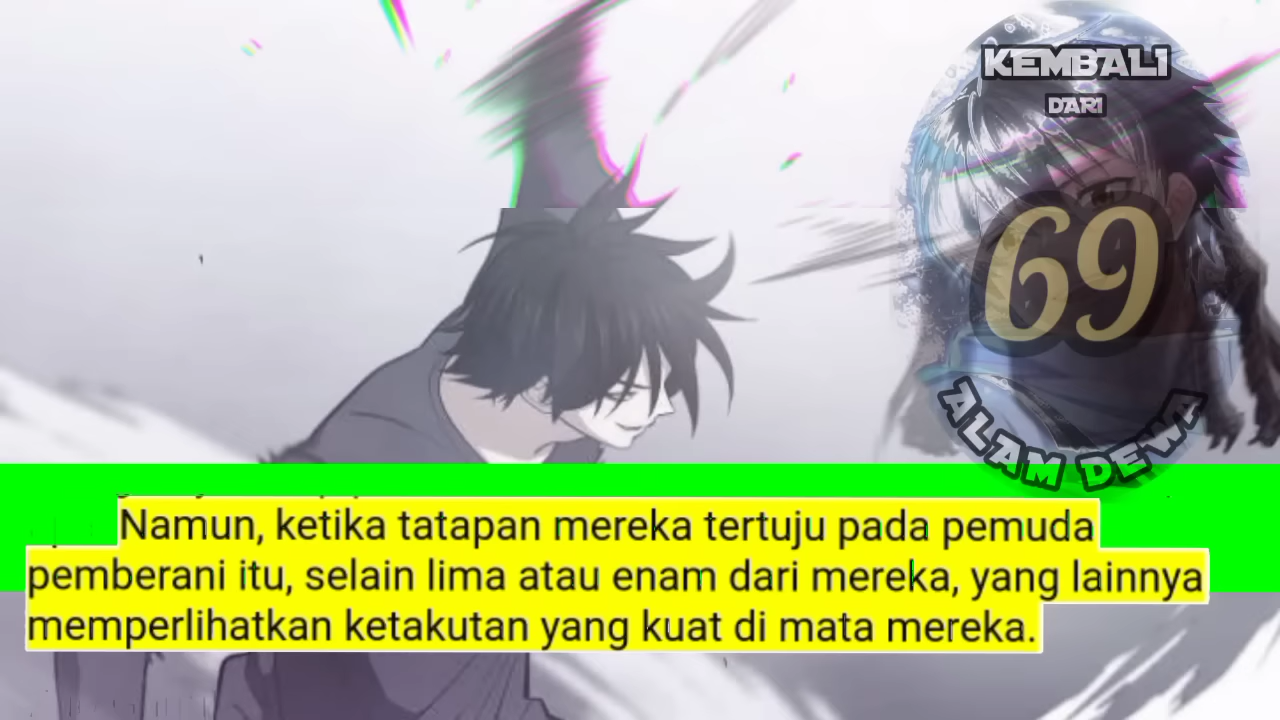 KEMBALI
DARI
69
ALAM DEWA
Namun, ketika tatapan mereka tertuju pada pemuda
pemberani itu, selain lima atau enam dari mereka, yang lainnya
memperlihatkan ketakutan yang kuat di mata mereka.